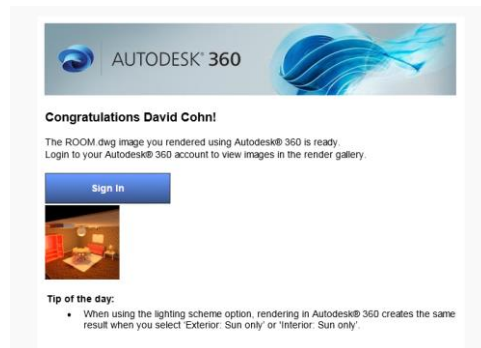 AUTODESK® 360
Congratulations David Cohn!
The ROOM.dwg image you rendered using Autodesk® 360 is ready.
Login to your Autodesk® 360 account to view images in the render gallery.
Sign In
Tip of the day:
• When using the lighting scheme option, rendering in Autodesk® 360 creates the same
result when you select 'Exterior: Sun only' or 'Interior: Sun only'.